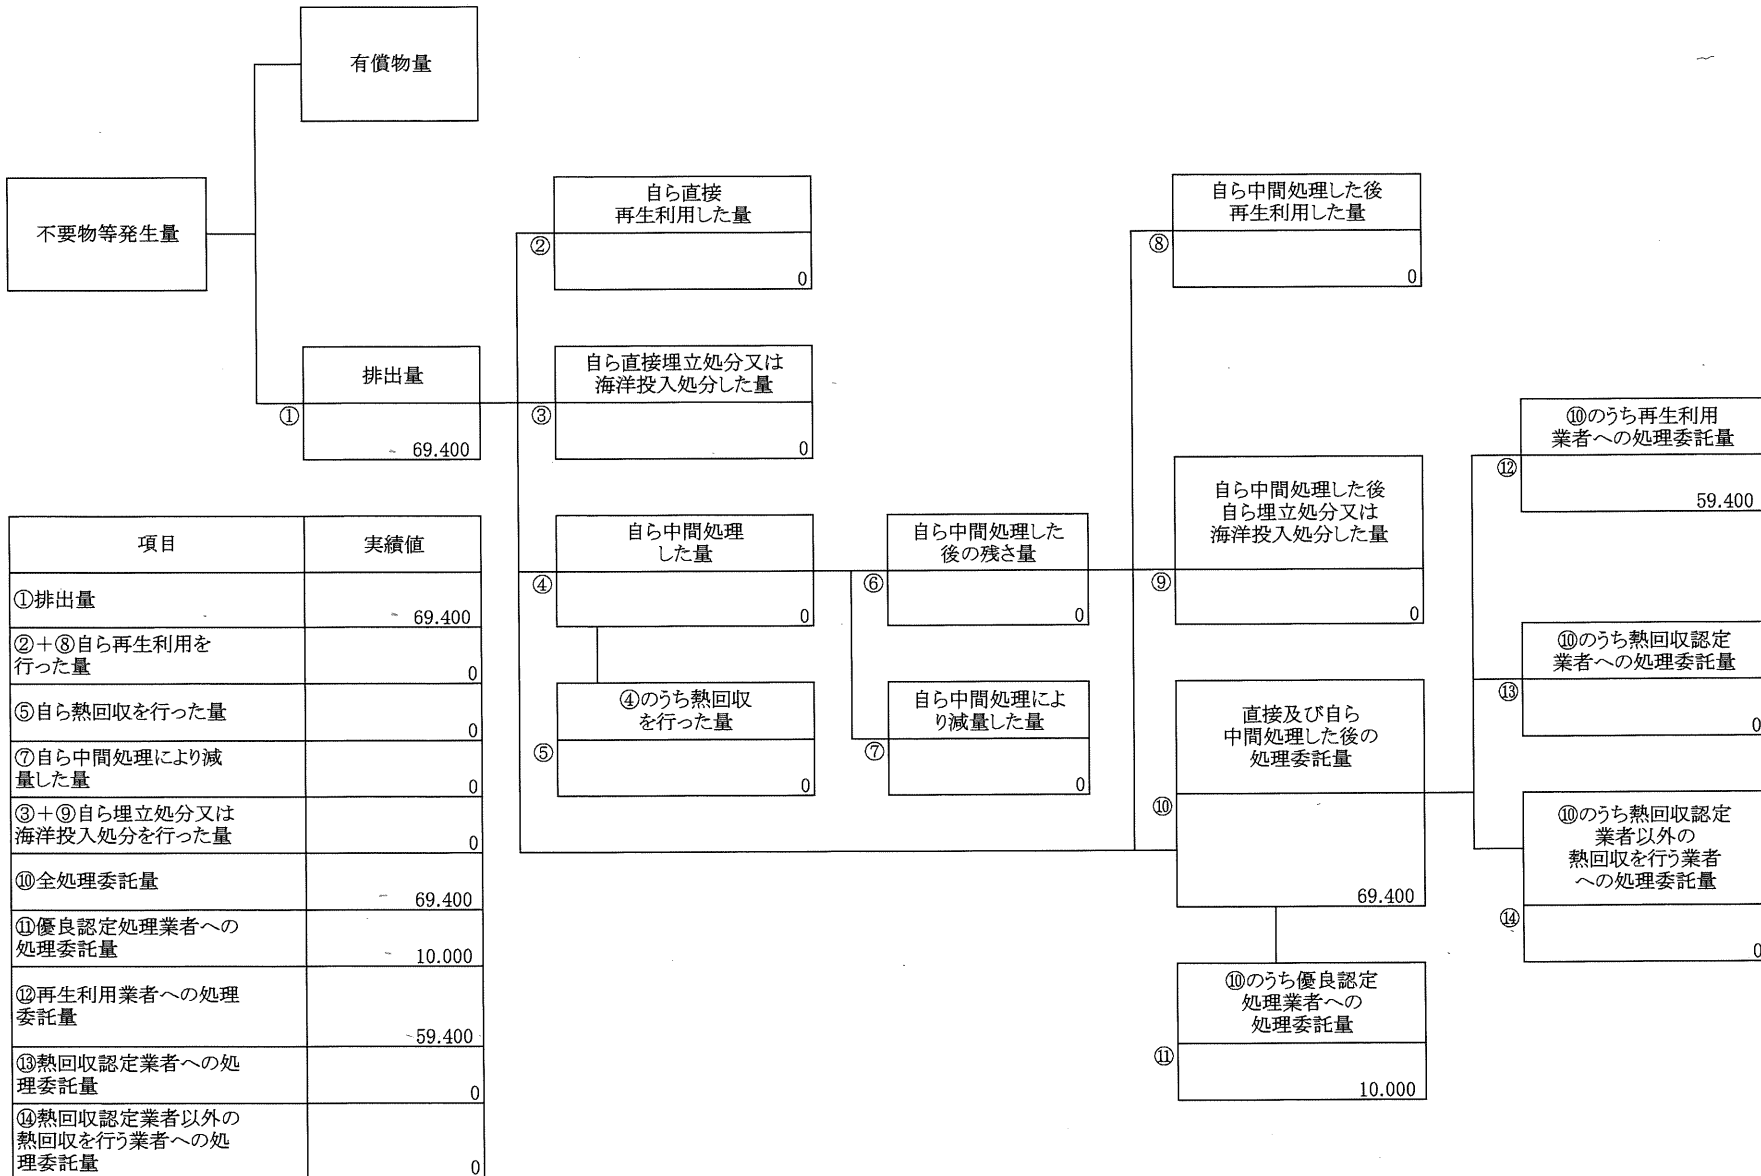 有償物量
不要物等発生量
排出量
①
69.400
自ら直接
再生利用した量
②
0
自ら直接埋立処分又は
海洋投入処分した量
③
0
自ら中間処理
した量
④
0
④のうち熱回収
を行った量
⑤
0
自ら中間処理した
後の残さ量
⑥
0
自ら中間処理によ
り減量した量
⑦
0
自ら中間処理した後
再生利用した量
⑧
0
自ら中間処理した後
自ら埋立処分又は
海洋投入処分した量
⑨
0
直接及び自ら
中間処理した後の
処理委託量
⑩
69.400
⑩のうち優良認定
処理業者への
処理委託量
⑪
10.000
⑩のうち再生利用
業者への処理委託量
⑫
59.400
⑩のうち熱回収認定
業者への処理委託量
⑬
0
⑩のうち熱回収認定
業者以外の
熱回収を行う業者
への処理委託量
⑭
0
項目 実績値
①排出量
69.400
②+⑧自ら再生利用を
行った量
0
⑤自ら熱回収を行った量
0
⑦自ら中間処理により減
量した量
0
③+⑨自ら埋立処分又は
海洋投入処分を行った量
0
⑩全処理委託量
69.400
⑪優良認定処理業者への
処理委託量
10.000
⑫再生利用業者への処理
委託量
59.400
⑬熱回収認定業者への処
理委託量
0
⑭熱回収認定業者以外の
熱回収を行う業者への処
理委託量
0